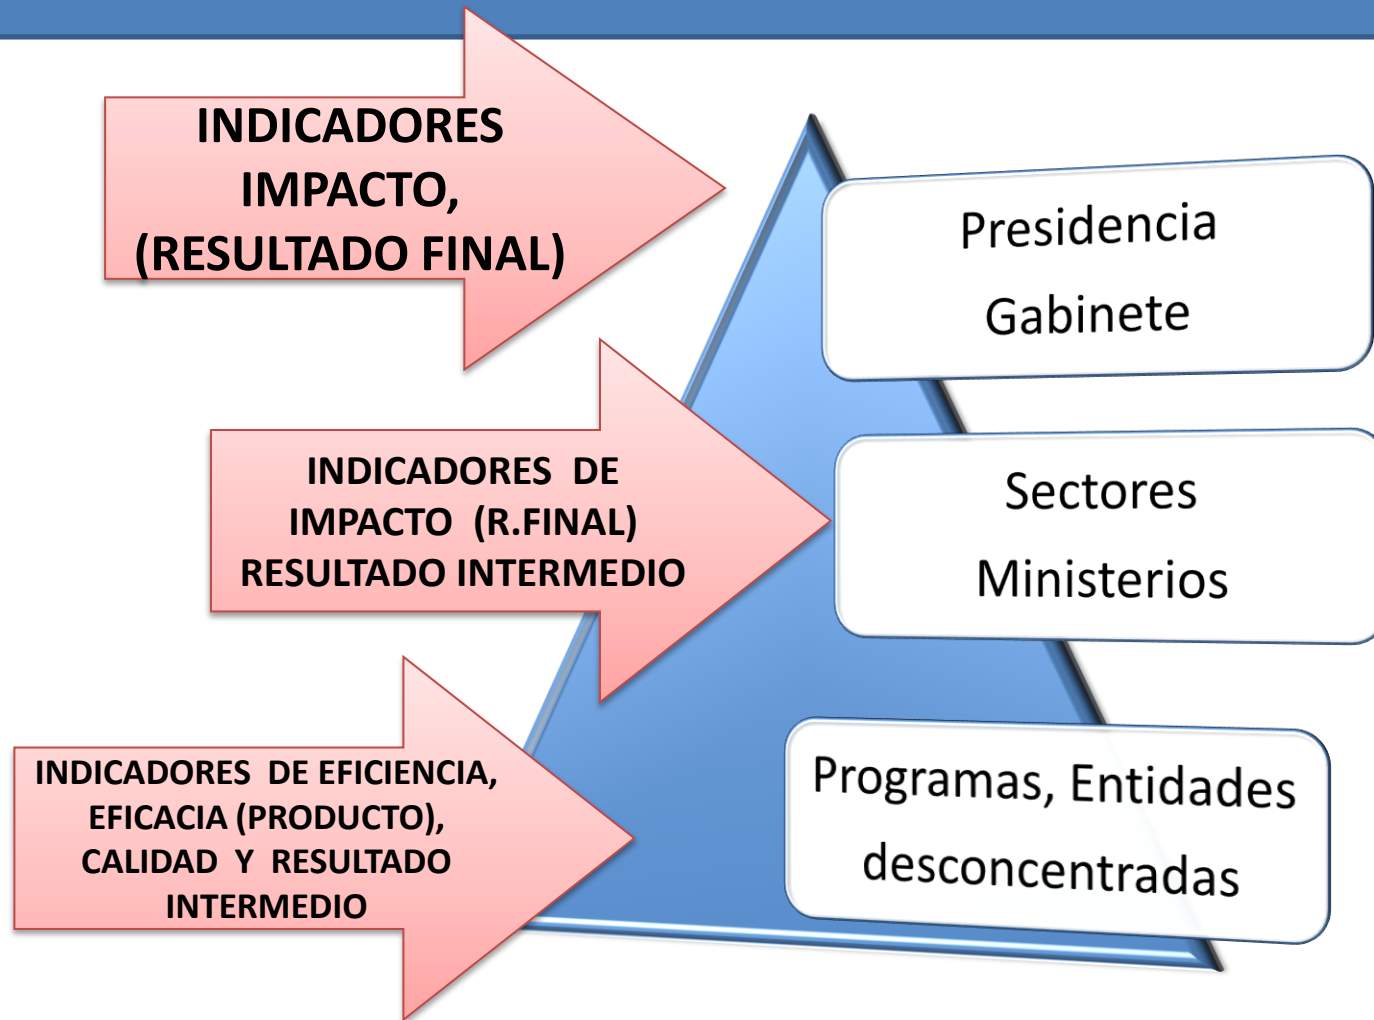 INDICADORES
IMPACTO,
(RESULTADO FINAL)
Presidencia
Gabinete
INDICADORES DE
IMPACTO (R.FINAL)
RESULTADO INTERMEDIO
Sectores
Ministerios
INDICADORES DE EFICIENCIA,
EFICACIA (PRODUCTO),
CALIDAD Y RESULTADO
INTERMEDIO
Programas, Entidades
desconcentradas